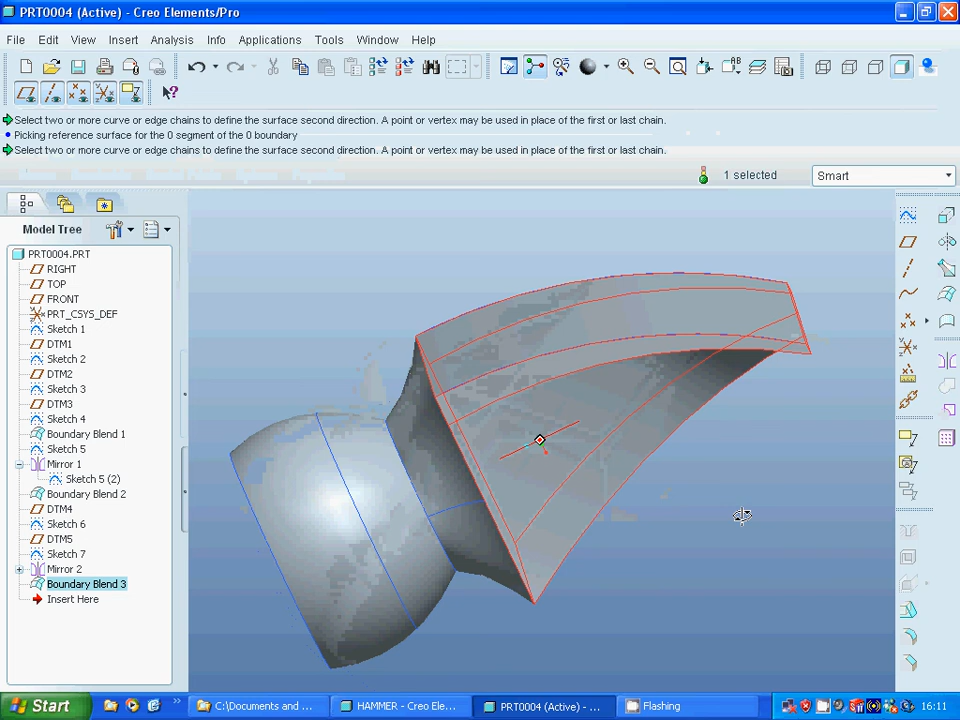 PRT0004 (Active) - Creo Elements/Pro
File Edit View Insert Analysis Info Applications Tools Window Help
Select two or more curve or edge chains to define the surface second direction. A point or vertex may be used in place of the first or last chain.
Picking reference surface for the 0 segment of the 0 boundary
Select two or more curve or edge chains to define the surface second direction. A point or vertex may be used in place of the first or last chain.
1 selected Smart
Model Tree
PRT0004.PRT
RIGHT
TOP
FRONT
PRT_CSYS_DEF
Sketch 1
DTM1
Sketch 2
DTM2
Sketch 3
DTM3
Sketch 4
Boundary Blend 1
Sketch 5
Mirror 1
Sketch 5 (2)
Boundary Blend 2
DTM4
Sketch 6
DTM5
Sketch 7
Mirror 2
Boundary Blend 3
Insert Here
Start C:\Documents and ... HAMMER - Creo Ele... PRT0004 (Active) - ... Flashing 16:11